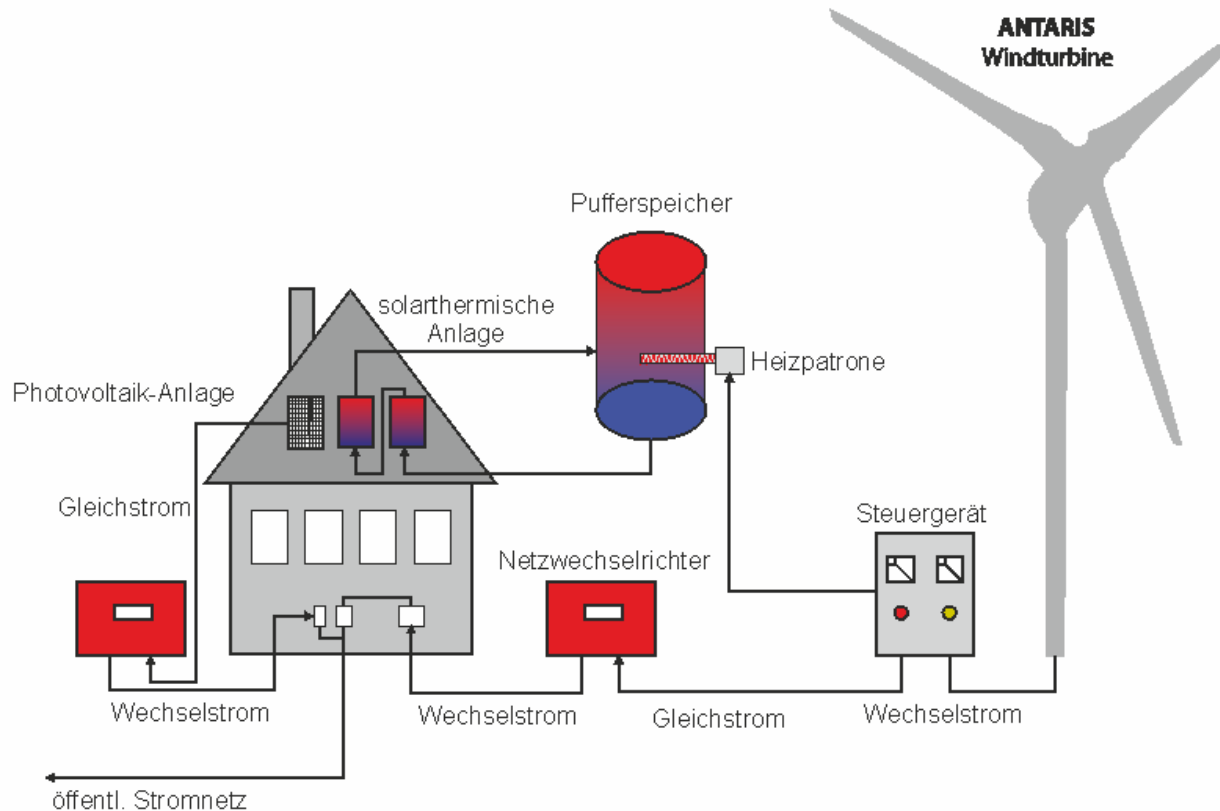 ANTARIS
Windturbine
Pufferspeicher
solarthermische
Anlage
Heizpatrone
Photovoltaik-Anlage
Gleichstrom
Steuergerät
Netzwechselrichter
Wechselstrom
Wechselstrom
Gleichstrom
Wechselstrom
öffentl. Stromnetz